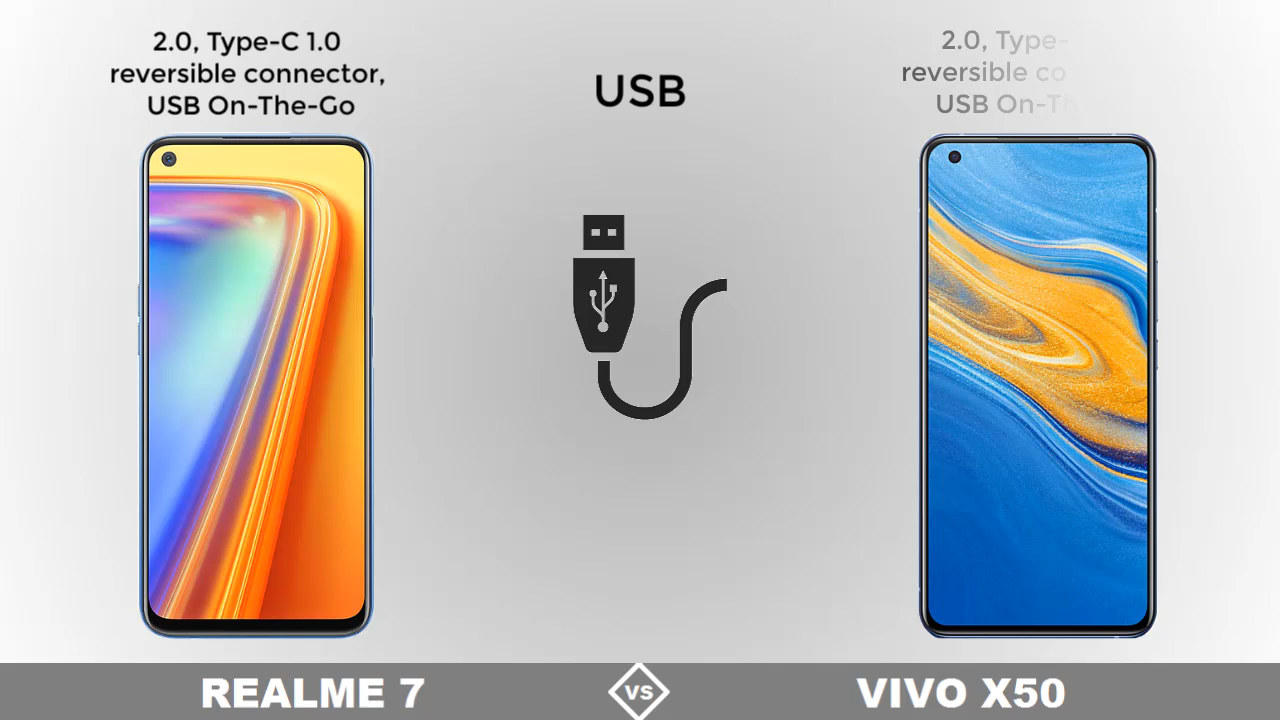 2.0, Type-C 1.0
reversible connector,
USB On-The-Go
USB
2.0, Type-
reversible co
USB On-Th
REALME 7
VS
VIVO X50